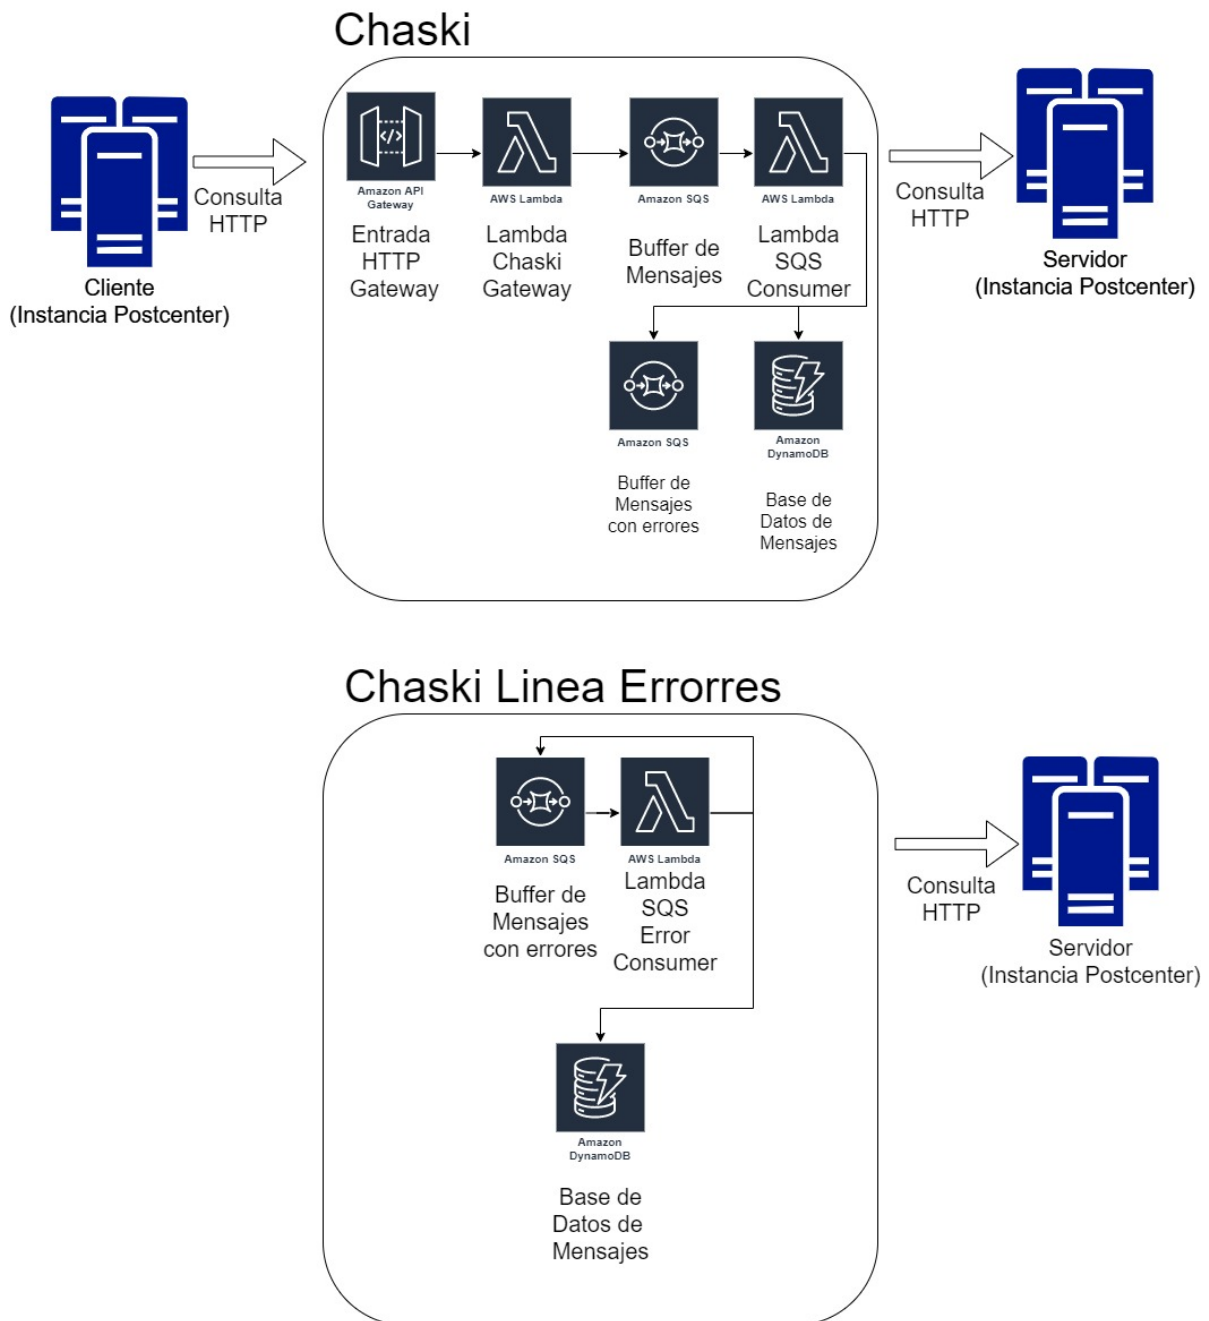 Chaski
Consulta
HTTP
Cliente
(Instancia Postcenter)
Amazon API
Gateway
Entrada
HTTP
Gateway
AWS Lambda
Lambda
Chaski
Gateway
Amazon SQS
Buffer de
Mensajes
AWS Lambda
Lambda
SQS
Consumer
Consulta
HTTP
Servidor
(Instancia Postcenter)
Amazon SQS
Buffer de
Mensajes
con errores
Amazon
DynamoDB
Base de
Datos de
Mensajes
Chaski Linea Errorres
Amazon SQS
Buffer de
Mensajes
con errores
AWS Lambda
Lambda
SQS
Error
Consumer
Consulta
HTTP
Servidor
(Instancia Postcenter)
Amazon
DynamoDB
Base de
Datos de
Mensajes